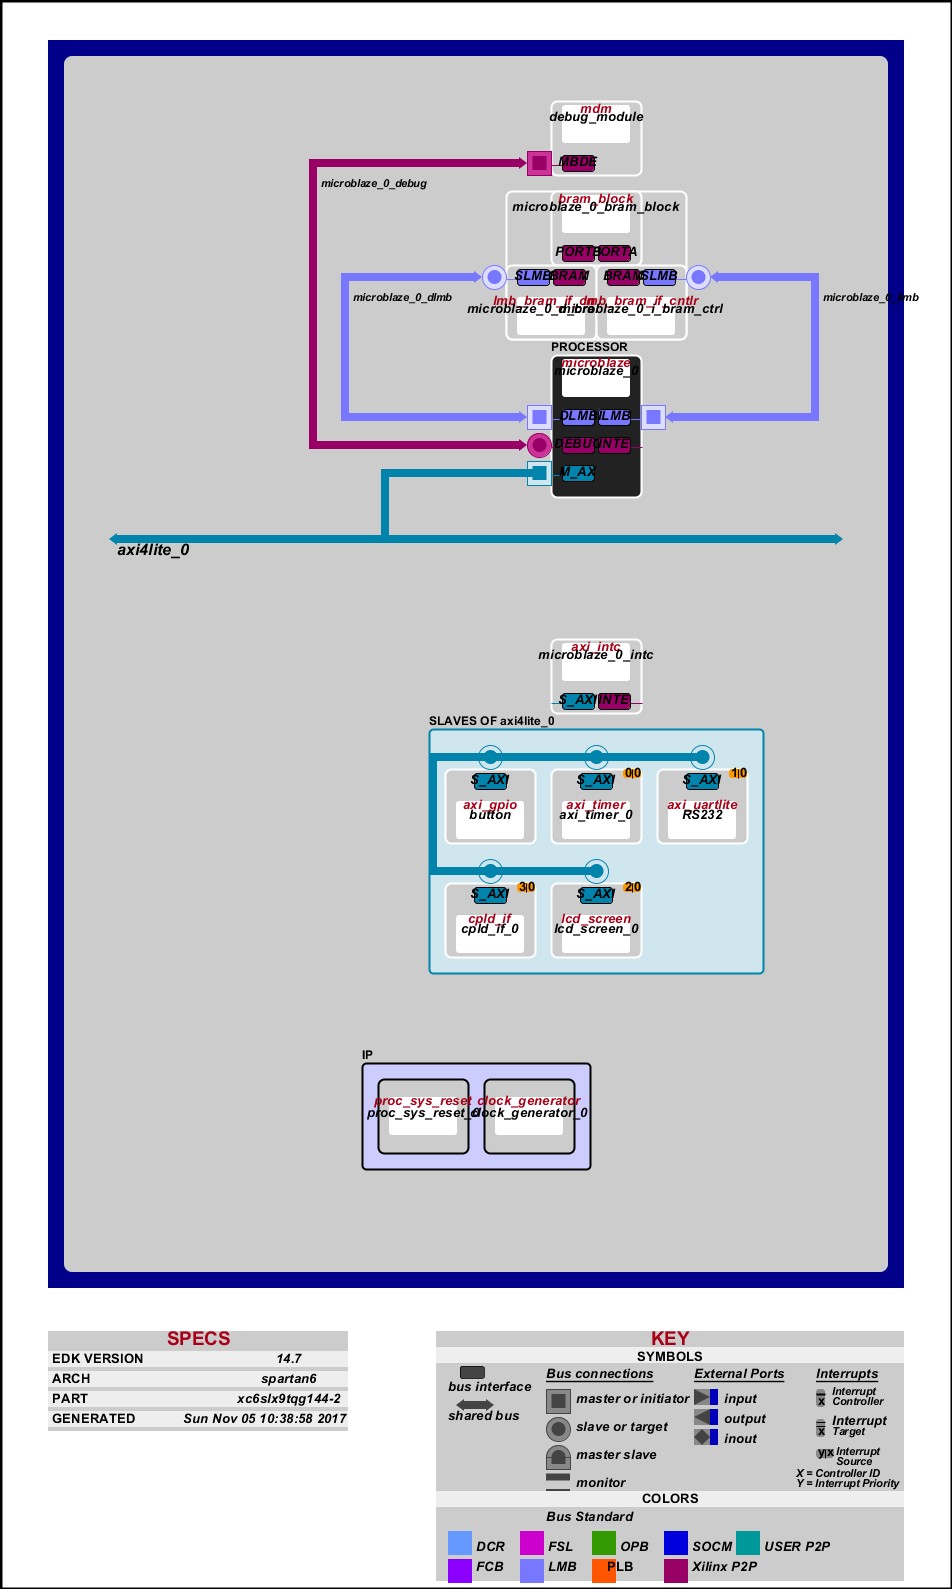 mdm
debug_module
MBDE
microblaze_0_debug
bram_block
microblaze_0_bram_block
PORTB PORTA
SLMB BRAM BRAM SLMB
microblaze_0_dlmb
lmb_bram_if_cntlr
microblaze_0_i_bram_ctrl
PROCESSOR
microblaze
microblaze_0
DLMB ILMB
DEBUG INTE
M_AX
axi4lite_0
axi_intc
microblaze_0_intc
S_AXI INTE
SLAVES OF axi4lite_0
S_AXI 0|0 S_AXI 1|0
S_AXI
axi_gpio axi_timer axi_uartlite
button axi_timer_0 RS232
S_AXI 3|0 S_AXI 2|0
cpld_if lcd_screen
cpld_if_0 lcd_screen_0
IP
proc_sys_reset clock_generator
proc_sys_reset_0 clock_generator_0
SPECS
EDK VERSION 14.7
ARCH spartan6
PART xc6slx9tqg144-2
GENERATED Sun Nov 05 10:38:58 2017
KEY
SYMBOLS
bus interface
shared bus
Bus connections
master or initiator
slave or target
master slave
monitor
External Ports
input
output
inout
Interrupts
x Interrupt
Controller
x Interrupt
Target
y|x Interrupt
Source
X = Controller ID
Y = Interrupt Priority
COLORS
Bus Standard
DCR FSL OPB SOCM USER P2P
FCB LMB PLB Xilinx P2P